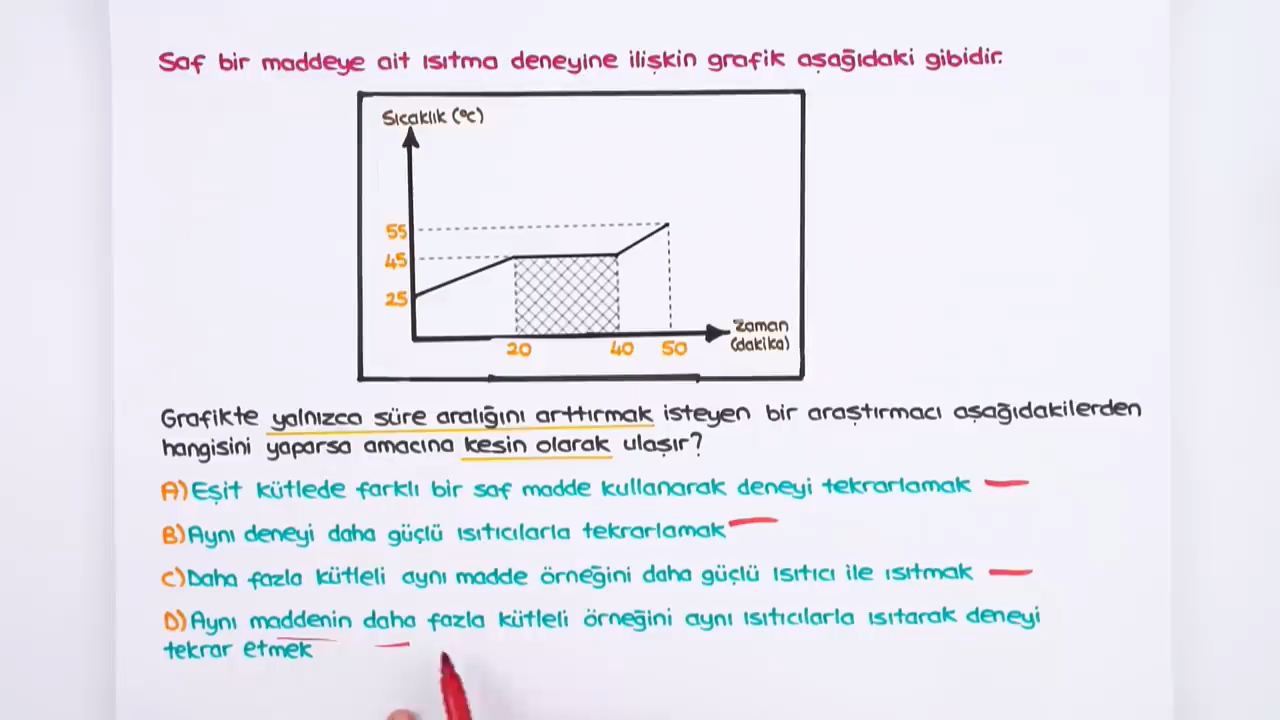 Saf bir maddeye ait ısıtma deneyine ilişkin grafik aşağıdaki gibidir.
Sıcaklık (°C)
55
45
25
20
40
50
Zaman
(dakika)
Grafikte yalnızca süre aralığını arttırmak isteyen bir araştırmacı aşağıdakilerden
hangisini yaparsa amacına kesin olarak ulaşır?
A) Eşit kütlede farklı bir saf madde kullanarak deneyi tekrarlamak
B) Aynı deneyi daha güçlü ısıtıcılarla tekrarlamak
C) Daha fazla kütleli aynı madde örneğini daha güçlü ısıtıcı ile ısıtmak
D) Aynı maddenin daha fazla kütleli örneğini aynı ısıtıcılarla ısıtarak deneyi
tekrar etmek